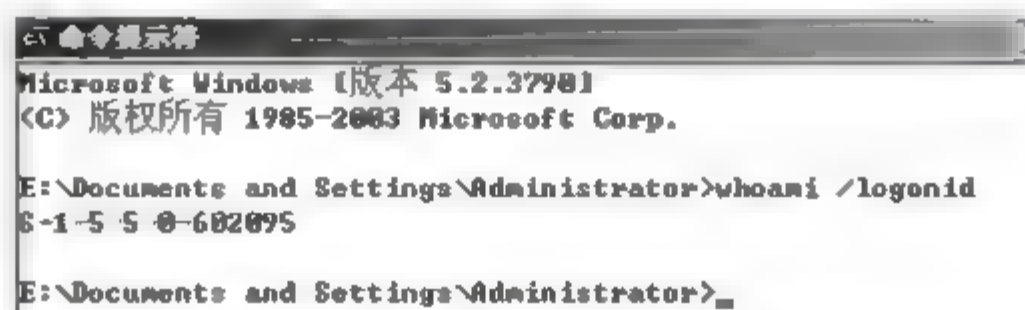 命令提示符
Microsoft Windows [版本 5.2.3790]
(C) 版权所有 1985-2003 Microsoft Corp.
E:\Documents and Settings\Administrator>whoami /logonid
S-1-5-5-0-602095
E:\Documents and Settings\Administrator>_